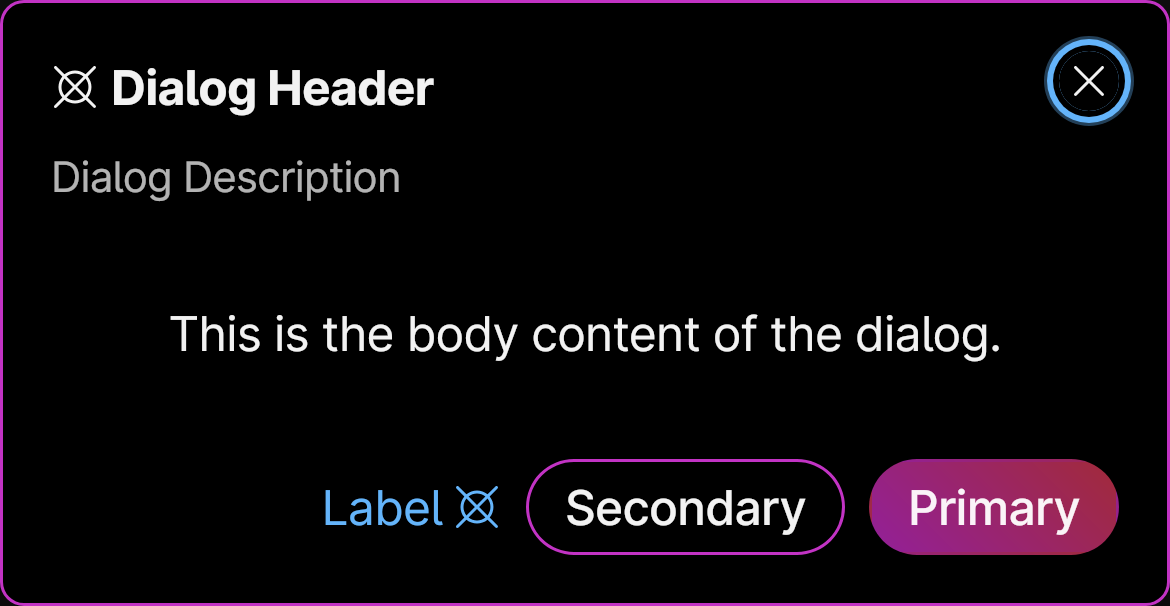 Dialog Header
Dialog Description
This is the body content of the dialog.
Label Secondary Primary